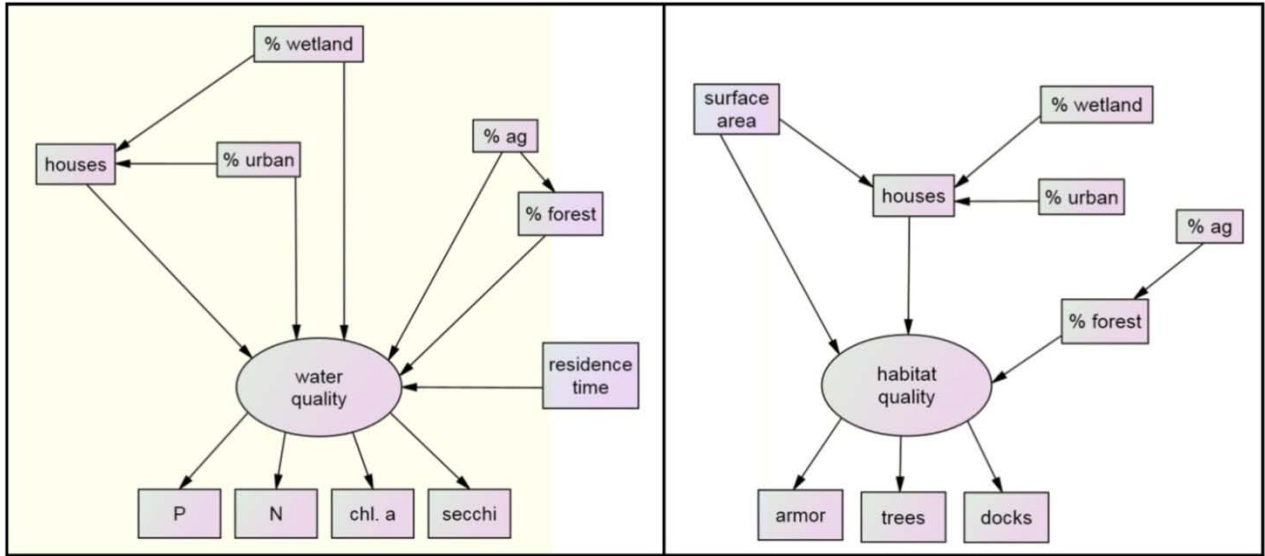 % wetland
houses
% urban
% ag
% forest
residence
time
water
quality
P
N
chl. a
secchi
surface
area
% wetland
houses
% urban
% ag
% forest
habitat
quality
armor
trees
docks